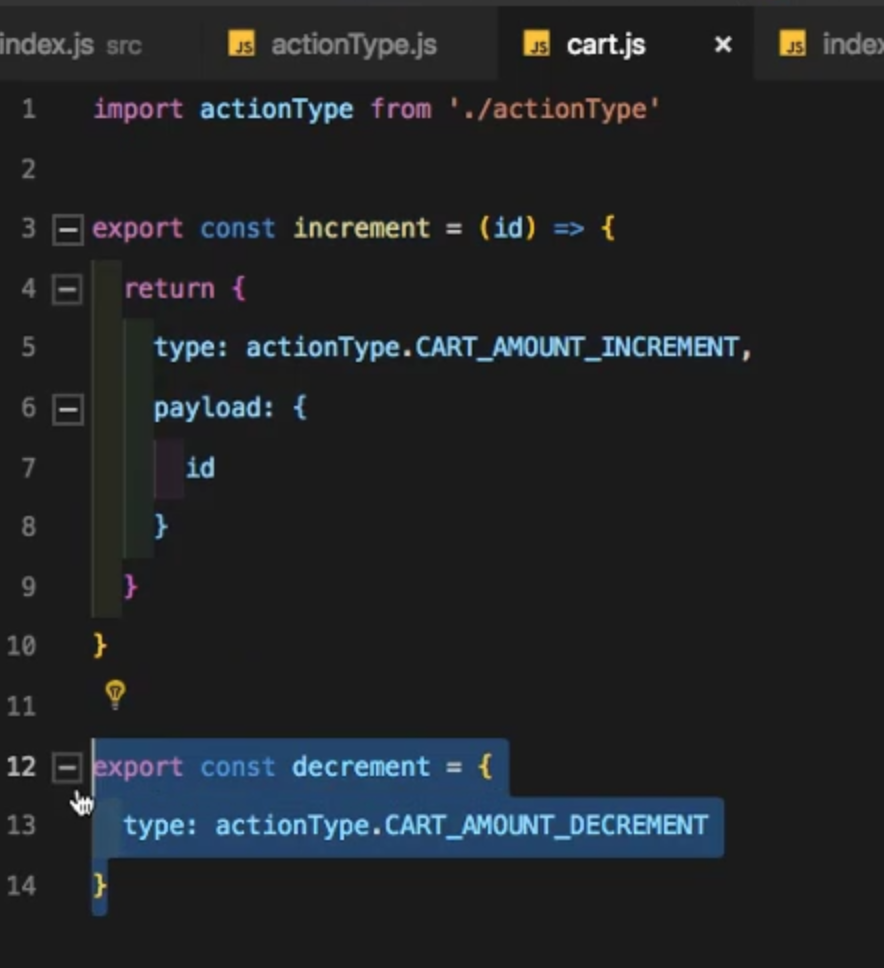 index.js src JS actionType.js JS cart.js × JS index
1 import actionType from './actionType'
2
3 export const increment = (id) => {
4 return {
5 type: actionType.CART_AMOUNT_INCREMENT,
6 payload: {
7 id
8 }
9 }
10 }
11
12 export const decrement = {
13 type: actionType.CART_AMOUNT_DECREMENT
14 }